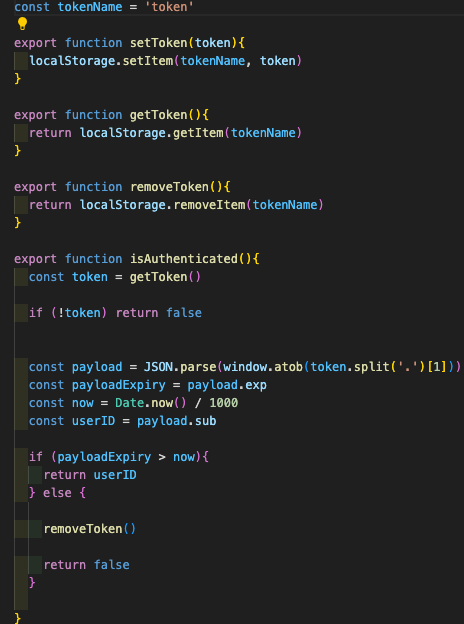 const tokenName = 'token'
export function setToken(token){
localStorage.setItem(tokenName, token)
}
export function getToken(){
return localStorage.getItem(tokenName)
}
export function removeToken(){
return localStorage.removeItem(tokenName)
}
export function isAuthenticated(){
const token = getToken()
if (!token) return false
const payload = JSON.parse(window.atob(token.split('.')[1]))
const payloadExpiry = payload.exp
const now = Date.now() / 1000
const userID = payload.sub
if (payloadExpiry > now){
return userID
} else {
removeToken()
return false
}
}